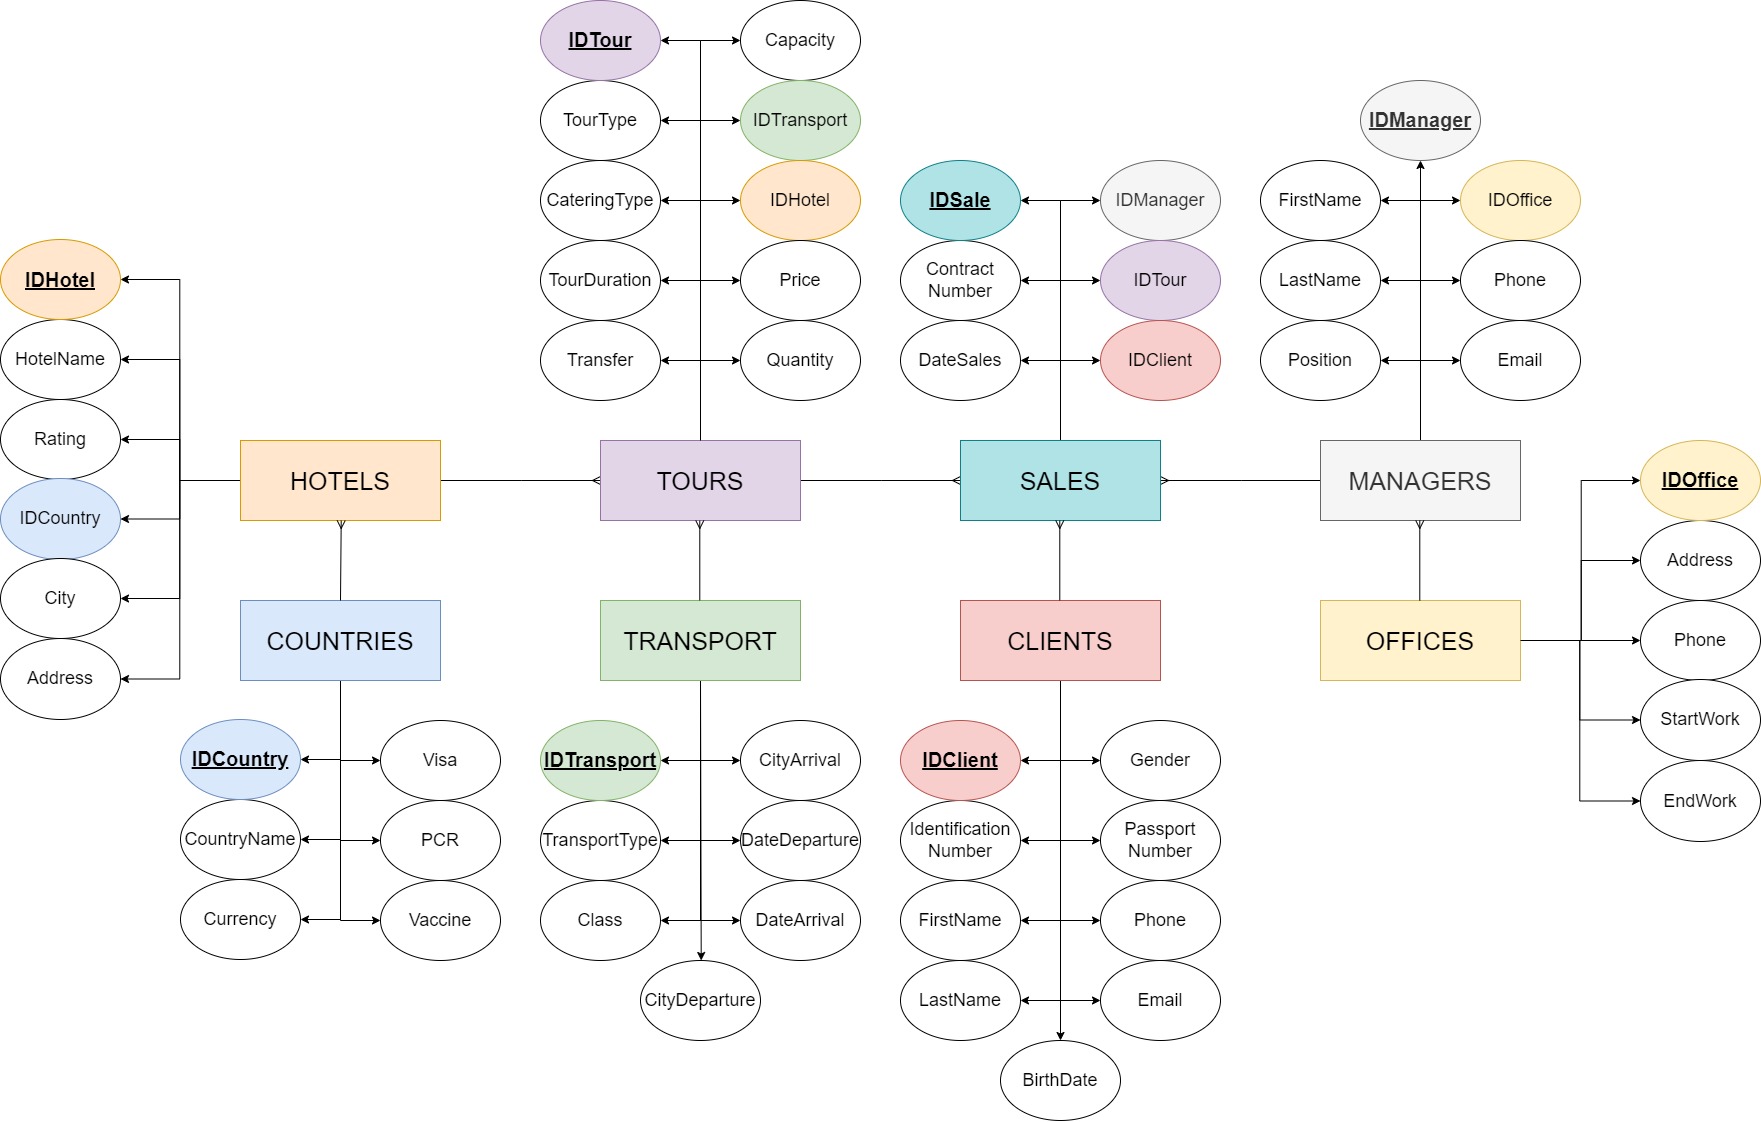 IDTour
Capacity
TourType
IDTransport
CateringType
IDHotel
TourDuration
Price
Transfer
Quantity
IDSale
IDManager
Contract
Number
IDTour
DateSales
IDClient
IDManager
FirstName
IDOffice
LastName
Phone
Position
Email
IDHotel
HotelName
Rating
IDCountry
City
Address
HOTELS
TOURS
SALES
MANAGERS
COUNTRIES
TRANSPORT
CLIENTS
OFFICES
IDOffice
Address
Phone
StartWork
EndWork
IDCountry
Visa
CountryName
PCR
Currency
Vaccine
IDTransport
CityArrival
TransportType
DateDeparture
Class
DateArrival
CityDeparture
IDClient
Gender
Identification
Number
Passport
Number
FirstName
Phone
LastName
Email
BirthDate